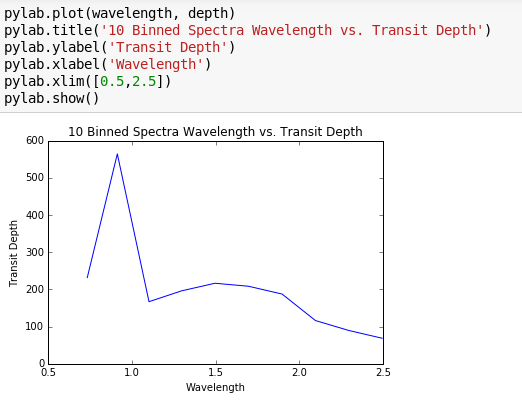 pylab.plot(wavelength, depth)
pylab.title('10 Binned Spectra Wavelength vs. Transit Depth')
pylab.ylabel('Transit Depth')
pylab.xlabel('Wavelength')
pylab.xlim([0.5,2.5])
pylab.show()
10 Binned Spectra Wavelength vs. Transit Depth
600
500
400
300
200
100
0
Transit Depth
0.5 1.0 1.5 2.0 2.5
Wavelength